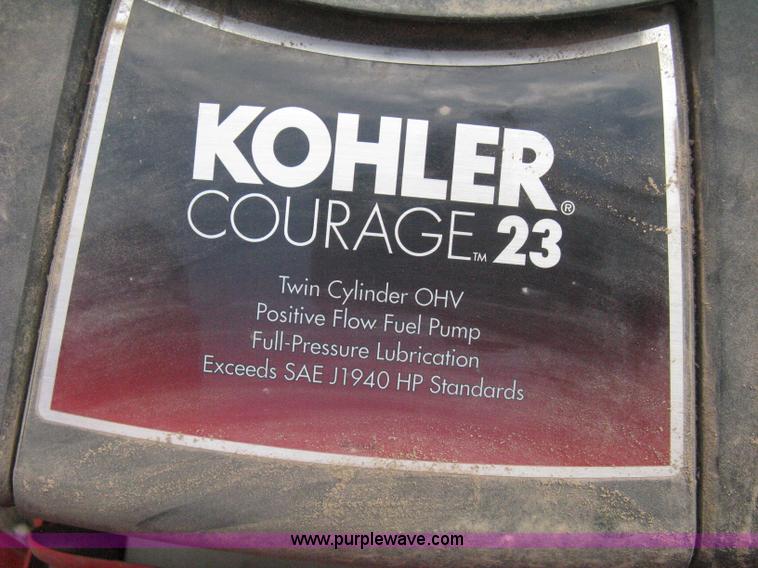 KOHLER®
COURAGE™ 23
Twin Cylinder OHV
Positive Flow Fuel Pump
Full-Pressure Lubrication
Exceeds SAE J1940 HP Standards
www.purplewave.com